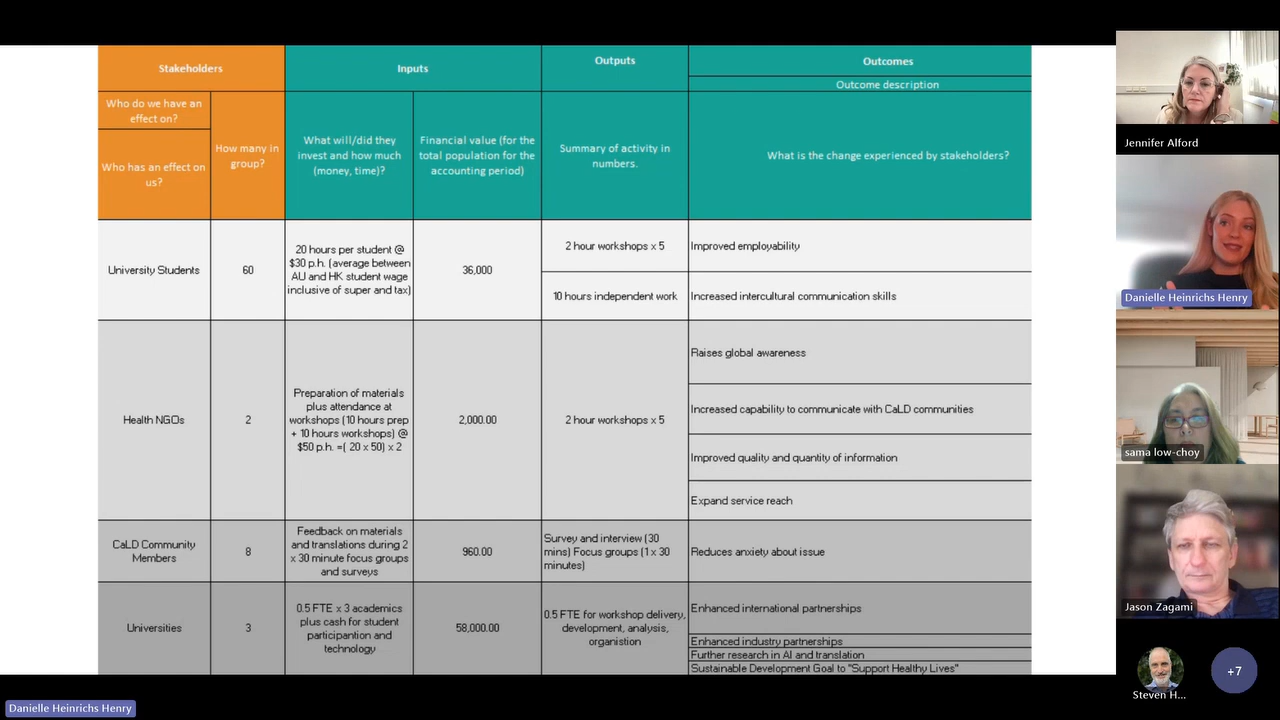 Stakeholders
Inputs
Outputs
Outcomes
Outcome description
Who do we have an
effect on?
Who has an effect on
us?
How many in
group?
What will/did they
invest and how much
(money, time)?
Financial value (for the
total population for the
accounting period)
Summary of activity in
numbers.
What is the change experienced by stakeholders?
University Students
60
20 hours per student @
$30 p.h. (average between
AU and HK student wage
inclusive of super and tax)
36,000
2 hour workshops x 5
10 hours independent work
Improved employability
Increased intercultural communication skills
Health NGOs
2
Preparation of materials
plus attendance at
workshops (10 hours prep
+ 10 hours workshops) @
$50 p.h. =( 20 x 50) x 2
2,000.00
2 hour workshops x 5
Raises global awareness
Increased capability to communicate with CaLD communities
Improved quality and quantity of information
Expand service reach
CaLD Community
Members
8
Feedback on materials
and translations during 2
x 30 minute focus groups
and surveys
960.00
Survey and interview (30
mins) Focus groups (1 x 30
minutes)
Reduces anxiety about issue
Universities
3
0.5 FTE x 3 academics
plus cash for student
participantion and
technology
58,000.00
0.5 FTE for workshop delivery,
development, analysis,
organistion
Enhanced international partnerships
Enhanced industry partnerships
Further research in AI and translation
Sustainable Development Goal to "Support Healthy Lives"
Jennifer Alford
Danielle Heinrichs Henry
sama low-choy
Jason Zagami
Steven H...
+7
Danielle Heinrichs Henry